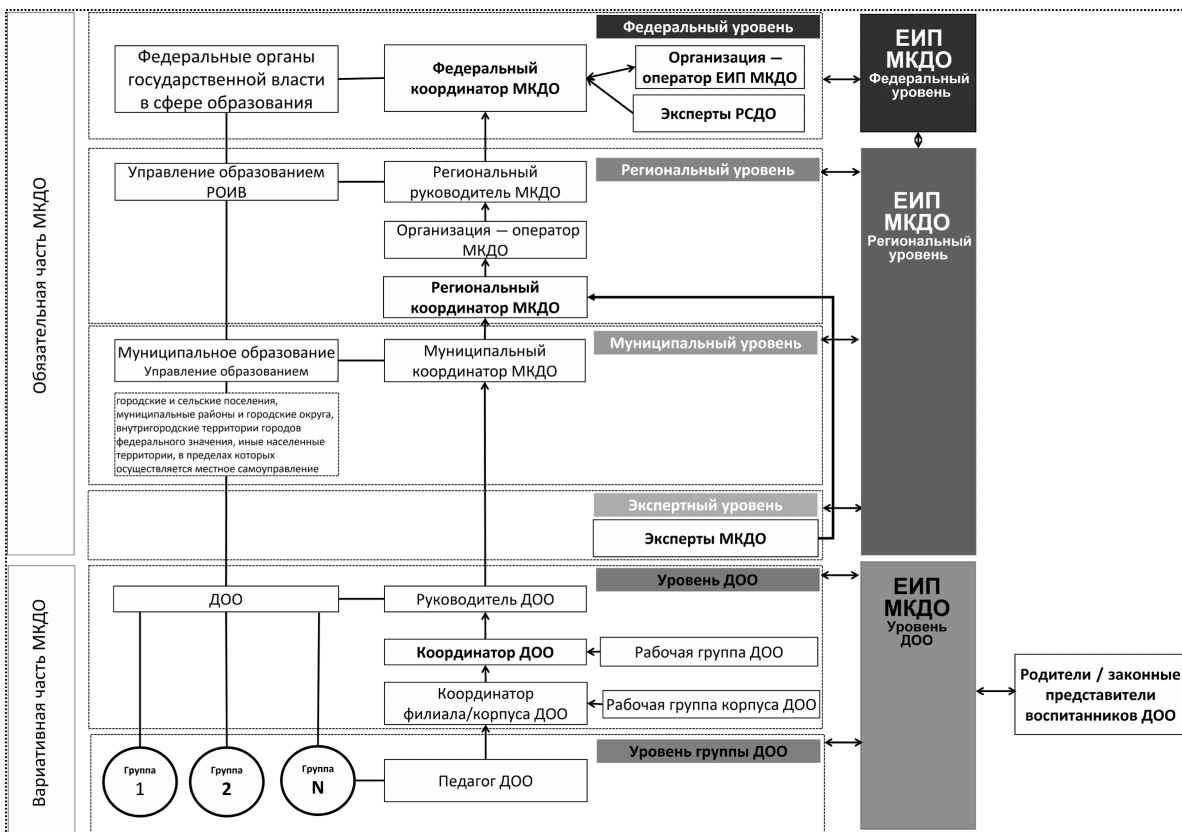 Обязательная часть МКДО
Федеральный уровень
Федеральные органы
государственной власти
в сфере образования
Федеральный
координатор МКДО
Организация —
оператор ЕИП МКДО
Эксперты РСДО
ЕИП
МКДО
Федеральный
уровень
Региональный уровень
Управление образованием
РОИВ
Региональный
руководитель МКДО
Организация — оператор
МКДО
Региональный
координатор МКДО
ЕИП
МКДО
Региональный
уровень
Муниципальный уровень
Муниципальное образование
Управление образованием
Муниципальный
координатор МКДО
городские и сельские поселения,
муниципальные районы и городские округа,
внутригородские территории городов
федерального значения, иные населенные
территории, в пределах которых
осуществляется местное самоуправление
Экспертный уровень
Эксперты МКДО
Вариативная часть МКДО
Уровень ДОО
ДОО
Руководитель ДОО
Координатор ДОО
Рабочая группа ДОО
Координатор
филиала/корпуса ДОО
Рабочая группа корпуса ДОО
ЕИП
МКДО
Уровень
ДОО
Родители / законные
представители
воспитанников ДОО
Уровень группы ДОО
Группа
1
Группа
2
Группа
N
Педагог ДОО